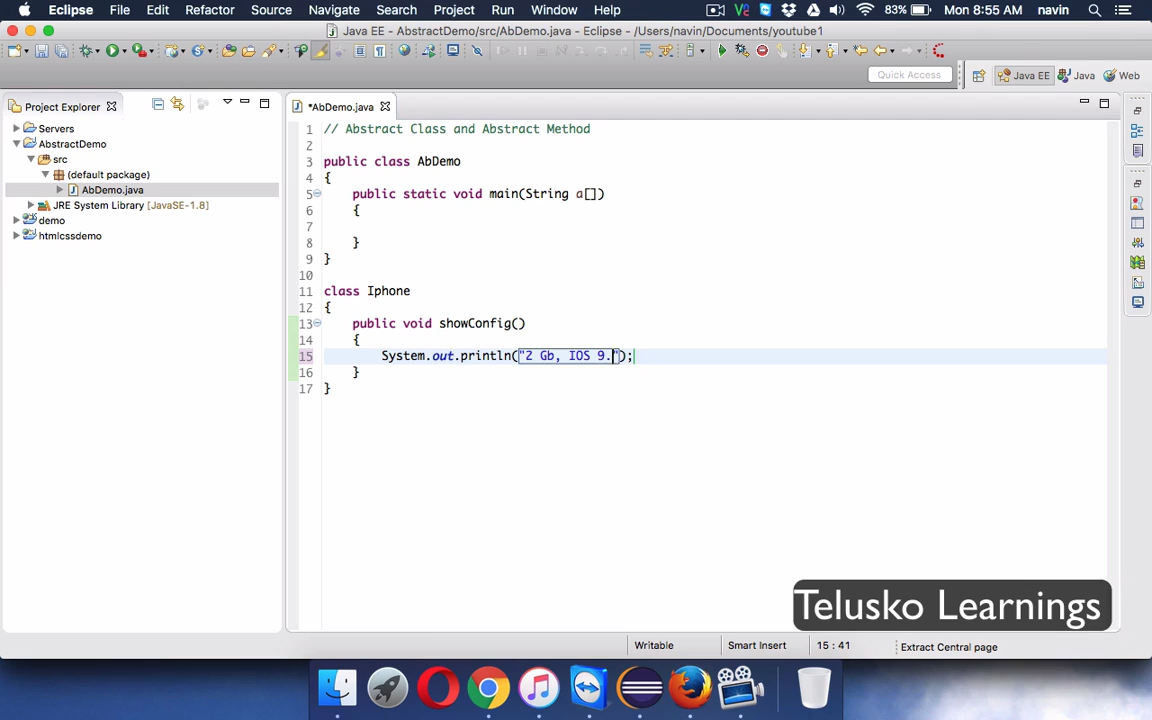 Eclipse File Edit Refactor Source Navigate Search Project Run Window Help 83% Mon 8:55 AM navin
Java EE - AbstractDemo/src/AbDemo.java - Eclipse - /Users/navin/Documents/youtube1
Quick Access Java EE Java Web
Project Explorer
*AbDemo.java
Servers
AbstractDemo
src
(default package)
AbDemo.java
JRE System Library [JavaSE-1.8]
demo
htmlcssdemo
1 // Abstract Class and Abstract Method
2
3 public class AbDemo
4 {
5 public static void main(String a[])
6 {
7
8 }
9 }
10
11 class Iphone
12 {
13 public void showConfig()
14 {
15 System.out.println("2 Gb, IOS 9.");
16 }
17 }
Telusko Learnings
Writable Smart Insert 15 : 41 Extract Central page